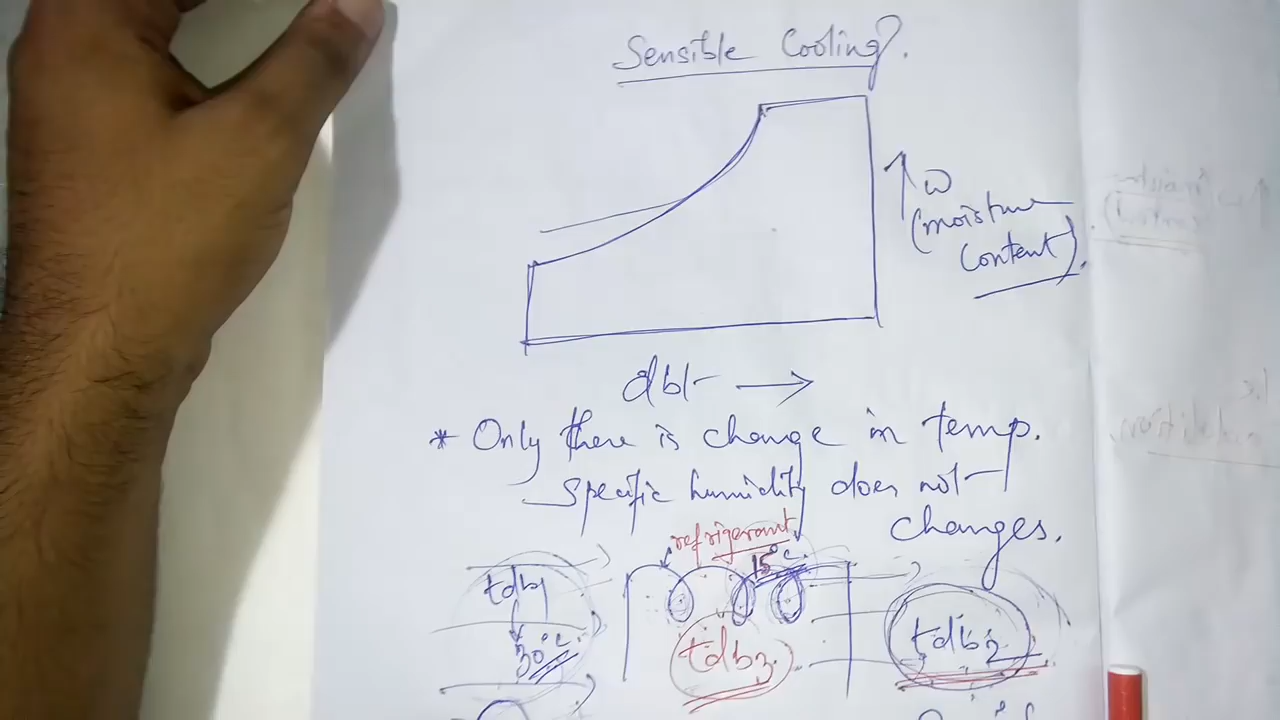 Sensible Cooling?
↑ ω
(moisture
content).
dbt →
* Only there is change in temp.
specific humidity does not
changes.
refrigerant
15°C
tdb1
30°C
tdb3
tdb2